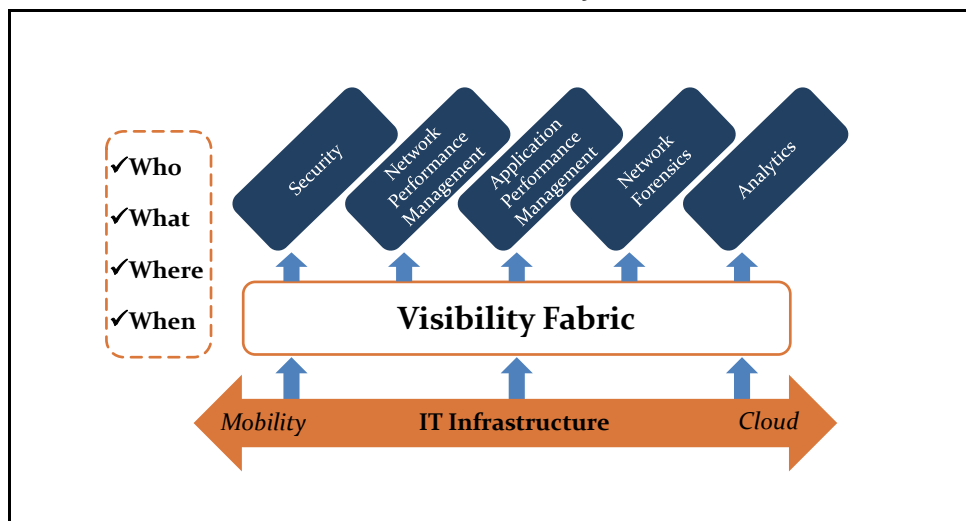 ✓Who
✓What
✓Where
✓When
Security
Network
Performance
Management
Application
Performance
Management
Network
Forensics
Analytics
Visibility Fabric
Mobility
IT Infrastructure
Cloud